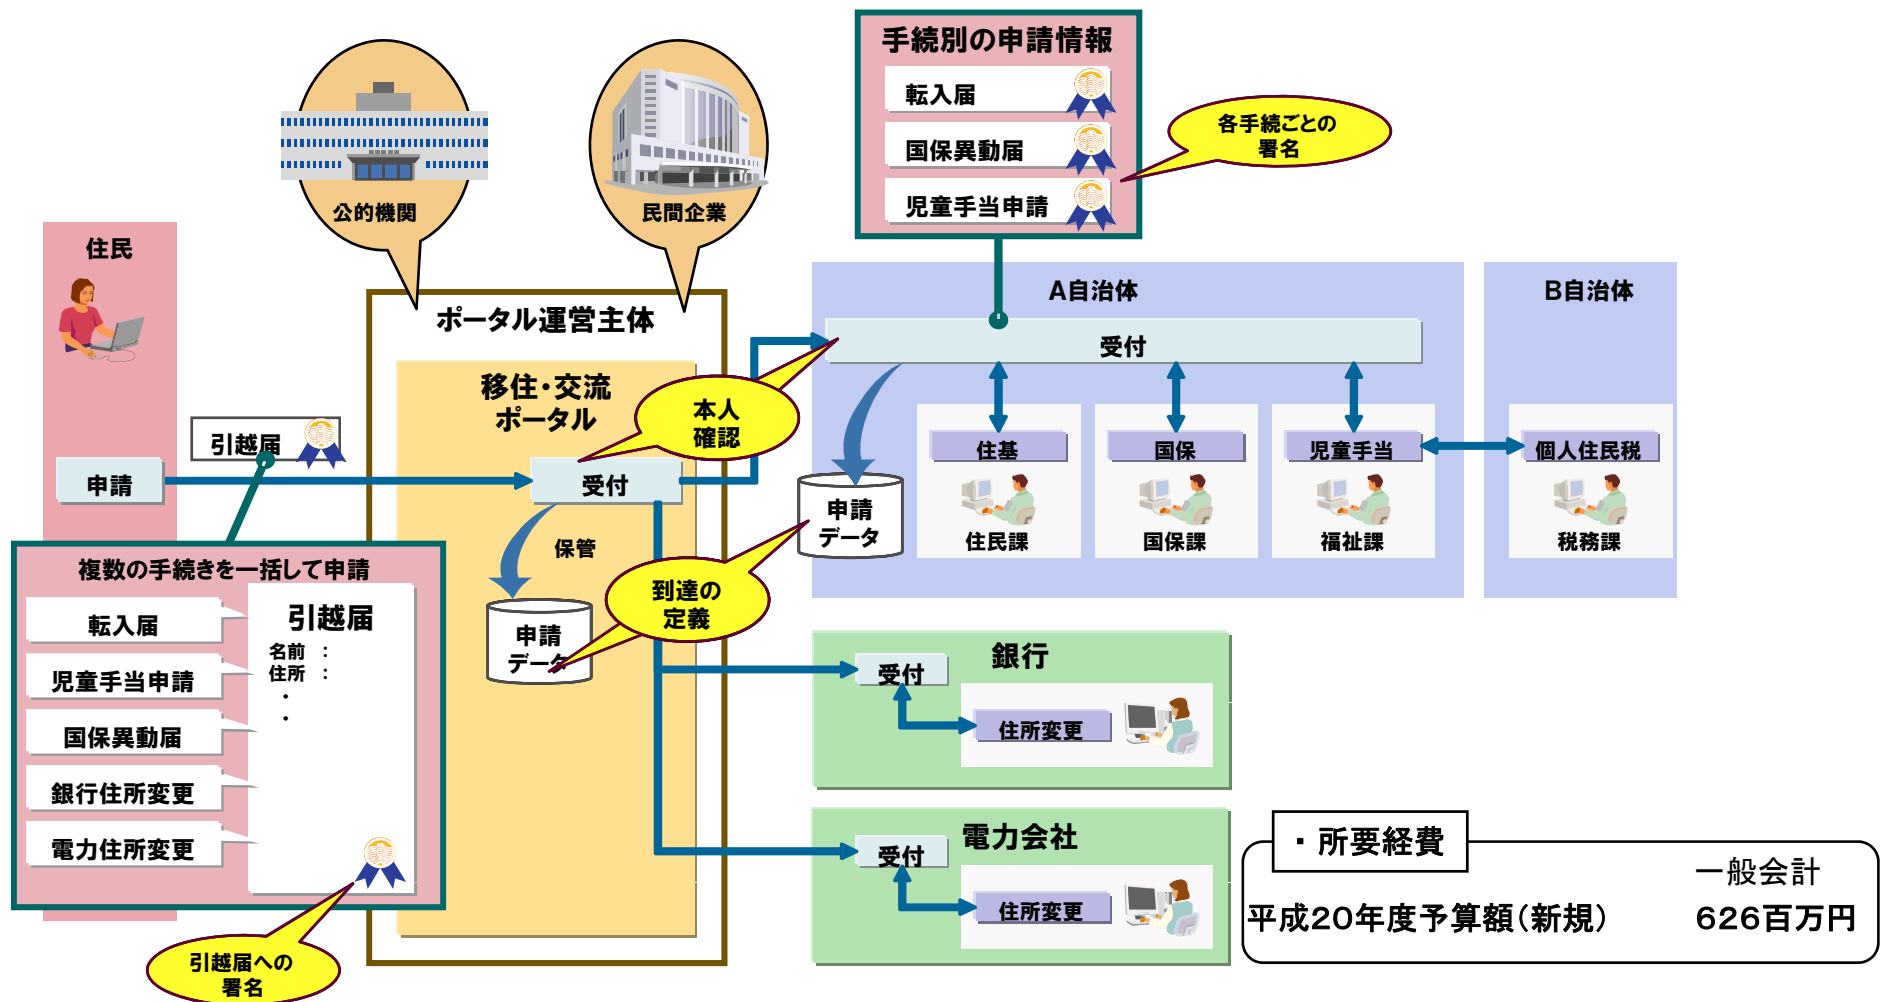 手続別の申請情報
転入届
国保異動届
児童手当申請
各手続ごとの
署名
公的機関
民間企業
住民
申請
引越届
ポータル運営主体
移住・交流
ポータル
受付
保管
申請
データ
本人
確認
到達の
定義
A自治体
受付
申請
データ
住基
住民課
国保
国保課
児童手当
福祉課
B自治体
個人住民税
税務課
複数の手続きを一括して申請
転入届
児童手当申請
国保異動届
銀行住所変更
電力住所変更
引越届
名前 :
住所 :
・
・
引越届への
署名
銀行
受付
住所変更
電力会社
受付
住所変更
・所要経費
一般会計
平成20年度予算額(新規) 626百万円